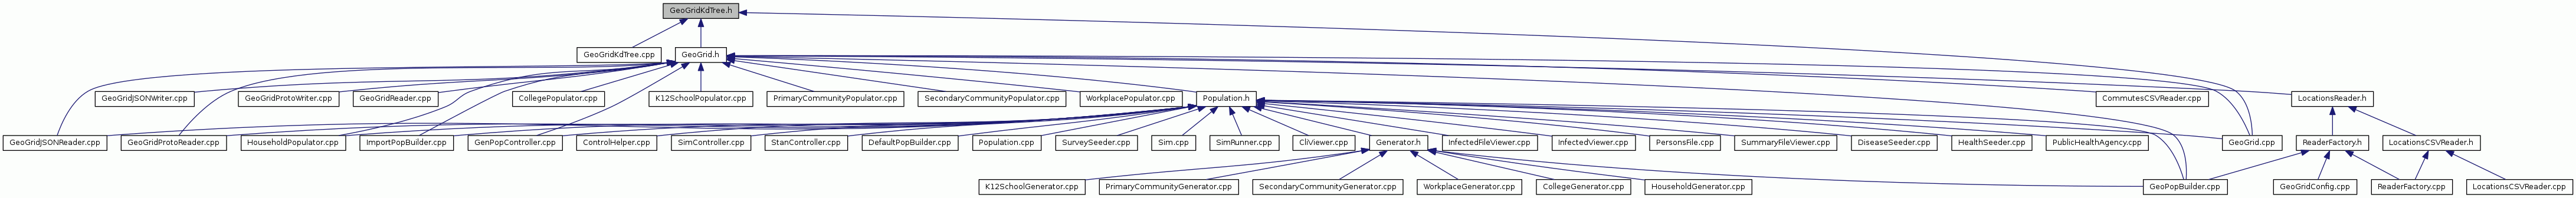 GeoGridKdTree.h
GeoGridKdTree.cpp
GeoGrid.h
GeoGridJSONWriter.cpp
GeoGridProtoWriter.cpp
GeoGridReader.cpp
CollegePopulator.cpp
K12SchoolPopulator.cpp
PrimaryCommunityPopulator.cpp
SecondaryCommunityPopulator.cpp
WorkplacePopulator.cpp
Population.h
CommutesCSVReader.cpp
LocationsReader.h
GeoGridJSONReader.cpp
GeoGridProtoReader.cpp
HouseholdPopulator.cpp
ImportPopBuilder.cpp
GenPopController.cpp
ControlHelper.cpp
SimController.cpp
StanController.cpp
DefaultPopBuilder.cpp
Population.cpp
SurveySeeder.cpp
Sim.cpp
SimRunner.cpp
CliViewer.cpp
Generator.h
InfectedFileViewer.cpp
InfectedViewer.cpp
PersonsFile.cpp
SummaryFileViewer.cpp
DiseaseSeeder.cpp
HealthSeeder.cpp
PublicHealthAgency.cpp
GeoGrid.cpp
ReaderFactory.h
LocationsCSVReader.h
K12SchoolGenerator.cpp
PrimaryCommunityGenerator.cpp
SecondaryCommunityGenerator.cpp
WorkplaceGenerator.cpp
CollegeGenerator.cpp
HouseholdGenerator.cpp
GeoPopBuilder.cpp
GeoGridConfig.cpp
ReaderFactory.cpp
LocationsCSVReader.cpp